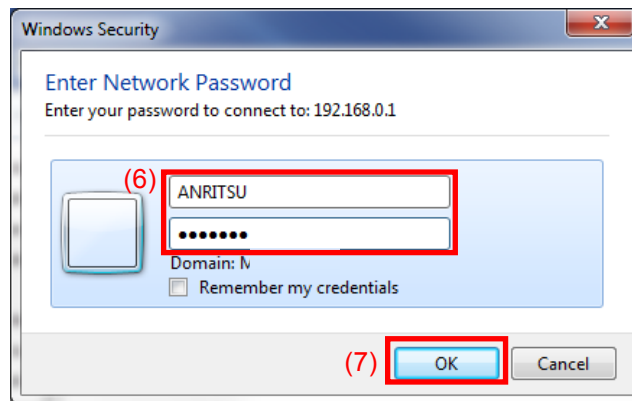 Windows Security
Enter Network Password
Enter your password to connect to: 192.168.0.1
(6)
ANRITSU
•••••••
Domain:
Remember my credentials
(7)
OK
Cancel